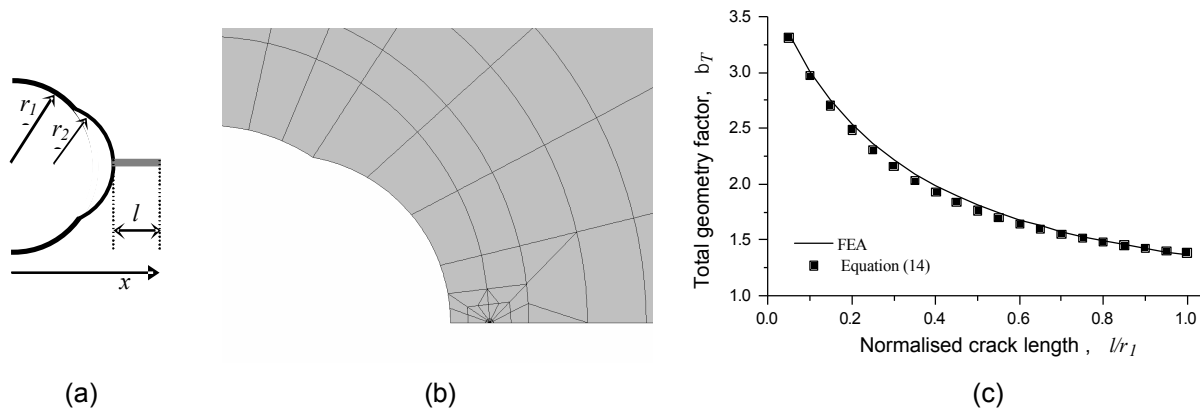 r1
r2
l
x
(a)
(b)
3.5
3.0
2.5
2.0
1.5
1.0
Total geometry factor, bT
FEA
Equation (14)
0.0 0.2 0.4 0.6 0.8 1.0
Normalised crack length , l/r1
(c)